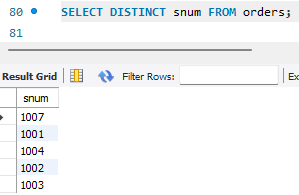 80 SELECT DISTINCT snum FROM orders;
81
Result Grid Filter Rows: Ex
snum
1007
1001
1004
1002
1003